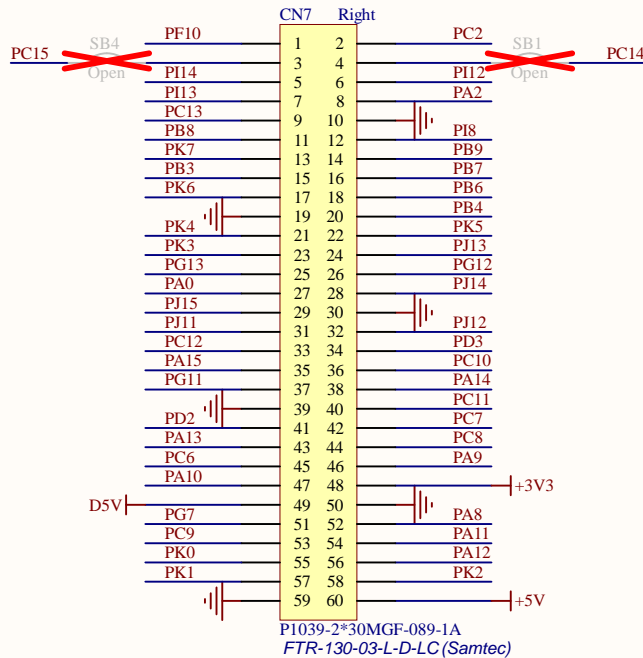 CN7 Right
PF10 1 2 PC2
PC15 SB4 Open 3 4 SB1 Open PC14
PI14 5 6 PI12
PI13 7 8 PA2
PC13 9 10
PB8 11 12 PI8
PK7 13 14 PB9
PB3 15 16 PB7
PK6 17 18 PB6
19 20 PB4
PK4 21 22 PK5
PK3 23 24 PJ13
PG13 25 26 PG12
PA0 27 28 PJ14
PJ15 29 30
PJ11 31 32 PJ12
PC12 33 34 PD3
PA15 35 36 PC10
PG11 37 38 PA14
39 40 PC11
PD2 41 42 PC7
PA13 43 44 PC8
PC6 45 46 PA9
PA10 47 48 +3V3
D5V 49 50
PG7 51 52 PA8
PC9 53 54 PA11
PK0 55 56 PA12
PK1 57 58 PK2
59 60 +5V
P1039-2*30MGF-089-1A
FTR-130-03-L-D-LC (Samtec)